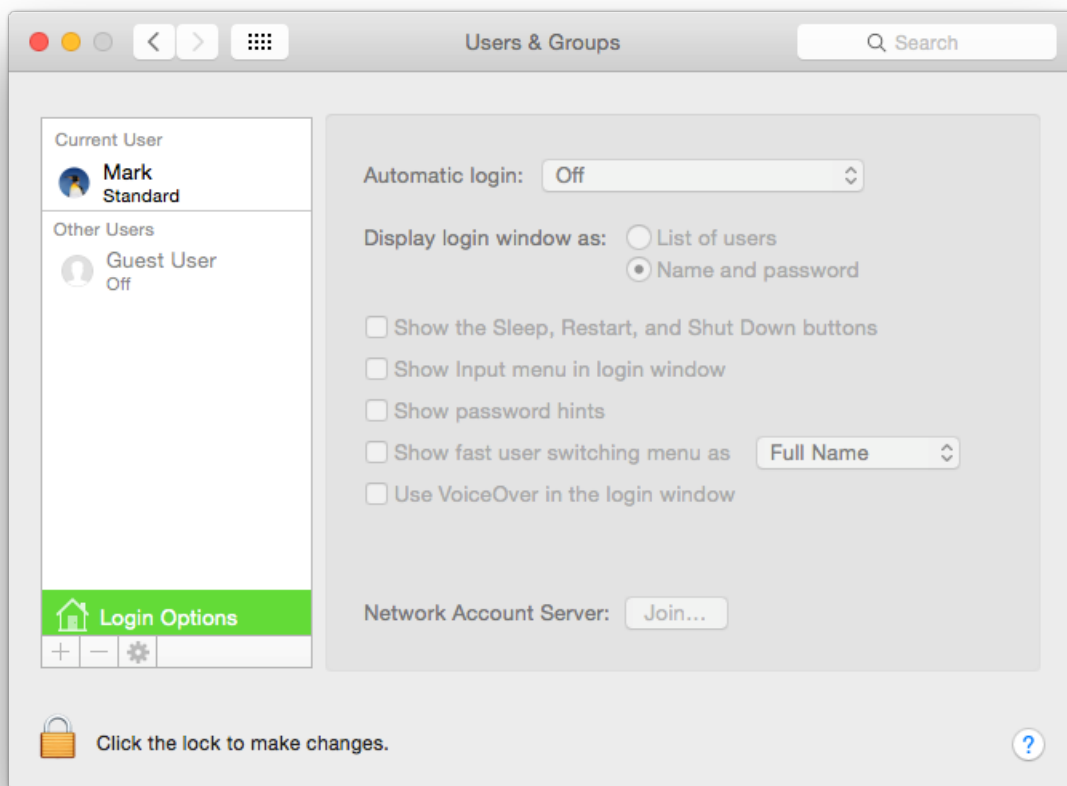 Users & Groups
Search
Current User
Mark
Standard
Other Users
Guest User
Off
Login Options
Automatic login: Off
Display login window as: List of users
Name and password
Show the Sleep, Restart, and Shut Down buttons
Show Input menu in login window
Show password hints
Show fast user switching menu as Full Name
Use VoiceOver in the login window
Network Account Server: Join...
Click the lock to make changes.
?